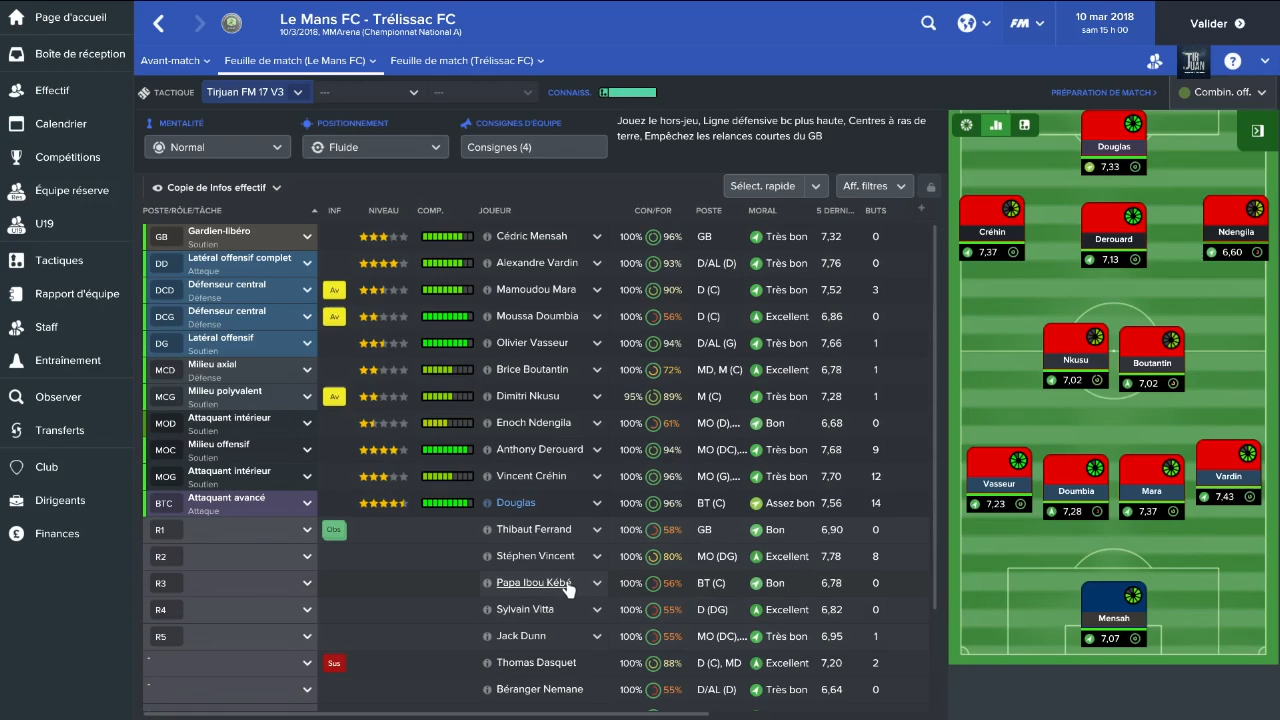 Page d'accueil
Boîte de réception
Effectif
Calendrier
Compétitions
Équipe réserve
U19
Tactiques
Rapport d'équipe
Staff
Entraînement
Observer
Transferts
Club
Dirigeants
Finances
Le Mans FC - Trélissac FC
10/3/2018, MMArena (Championnat National A)
FM
10 mar 2018
sam 15 h 00
Valider
Avant-match
Feuille de match (Le Mans FC)
Feuille de match (Trélissac FC)
TACTIQUE Tirjuan FM 17 V3 --- --- CONNAISS. PRÉPARATION DE MATCH > Combin. off.
MENTALITÉ POSITIONNEMENT CONSIGNES D'ÉQUIPE
Normal Fluide Consignes (4)
Jouez le hors-jeu, Ligne défensive bc plus haute, Centres à ras de
terre, Empêchez les relances courtes du GB
Copie de Infos effectif Sélect. rapide Aff. filtres
POSTE/RÔLE/TÂCHE INF NIVEAU COMP. JOUEUR CON/FOR POSTE MORAL 5 DERNI... BUTS +
GB Gardien-libéro Soutien Cédric Mensah 100% 96% GB Très bon 7,32 0
DD Latéral offensif complet Attaque Alexandre Vardin 100% 93% D/AL (D) Très bon 7,76 0
DCD Défenseur central Défense Av Mamoudou Mara 100% 90% D (C) Très bon 7,52 3
DCG Défenseur central Défense Av Moussa Doumbia 100% 56% D (C) Excellent 6,86 0
DG Latéral offensif Soutien Olivier Vasseur 100% 94% D/AL (G) Très bon 7,66 1
MCD Milieu axial Défense Brice Boutantin 100% 72% MD, M (C) Excellent 6,78 1
MCG Milieu polyvalent Soutien Av Dimitri Nkusu 95% 89% M (C) Très bon 7,28 1
MOD Attaquant intérieur Soutien Enoch Ndengila 100% 61% MO (D),... Bon 6,68 0
MOC Milieu offensif Soutien Anthony Derouard 100% 94% MO (DC),... Très bon 7,68 9
MOG Attaquant intérieur Soutien Vincent Créhin 100% 96% MO (G),... Très bon 7,70 12
BTC Attaquant avancé Attaque Douglas 100% 96% BT (C) Assez bon 7,56 14
R1 Obs Thibaut Ferrand 100% 58% GB Bon 6,90 0
R2 Stéphen Vincent 100% 80% MO (DG) Excellent 7,78 8
R3 Papa Ibou Kébé 100% 56% BT (C) Bon 6,78 0
R4 Sylvain Vitta 100% 55% D (DG) Excellent 6,82 0
R5 Jack Dunn 100% 55% MO (DC),... Très bon 6,95 1
- Sus Thomas Dasquet 100% 88% D (C), MD Excellent 7,20 2
- Béranger Nemane 100% 55% D/AL (D) Très bon 6,64 0
Douglas
7,33
Créhin Derouard Ndengila
7,37 7,13 6,60
Nkusu Boutantin
7,02 7,02
Vasseur Doumbia Mara Vardin
7,23 7,28 7,37 7,43
Mensah
7,07